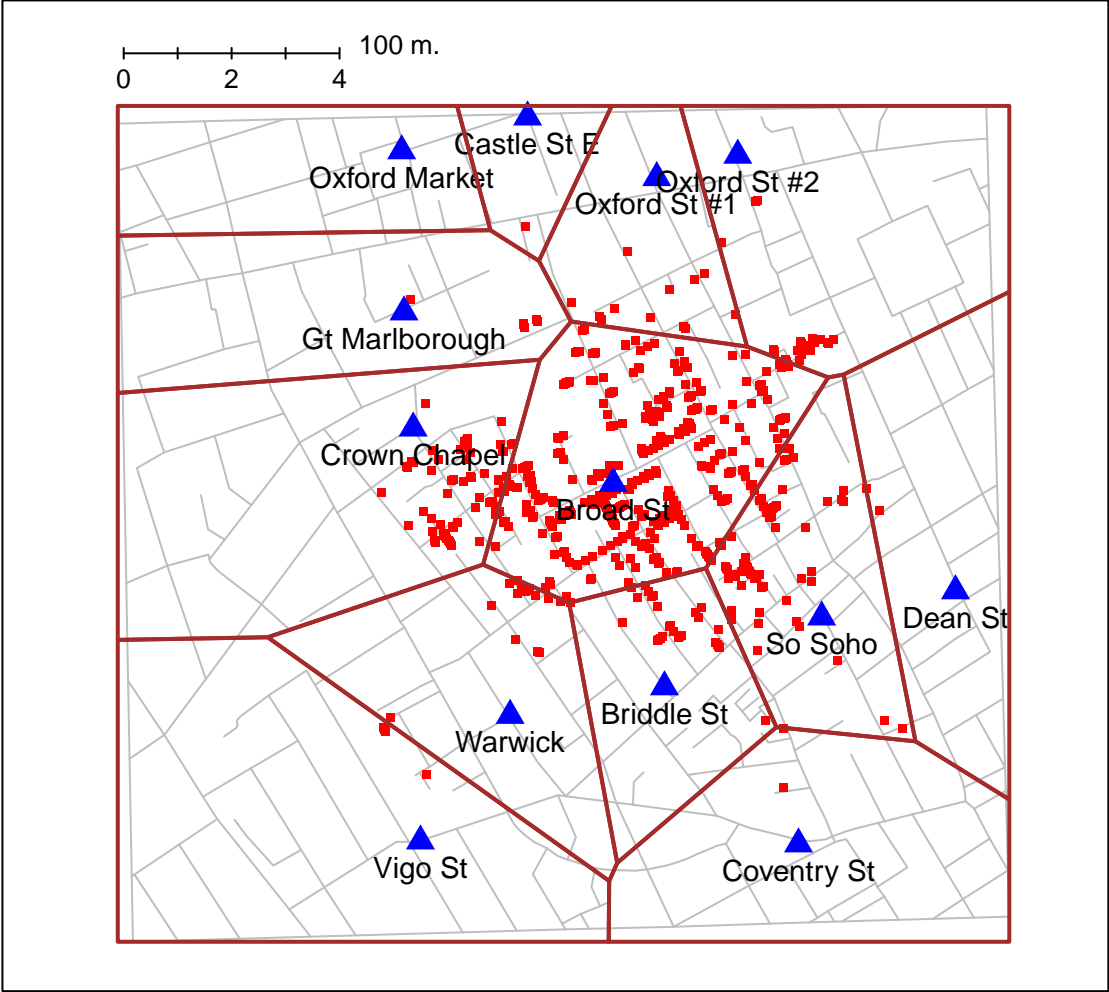 100 m.
0 2 4
Castle St E
Oxford Market
Oxford St #2
Oxford St #1
Gt Marlborough
Crown Chapel
Broad St
Dean St
So Soho
Briddle St
Warwick
Vigo St
Coventry St